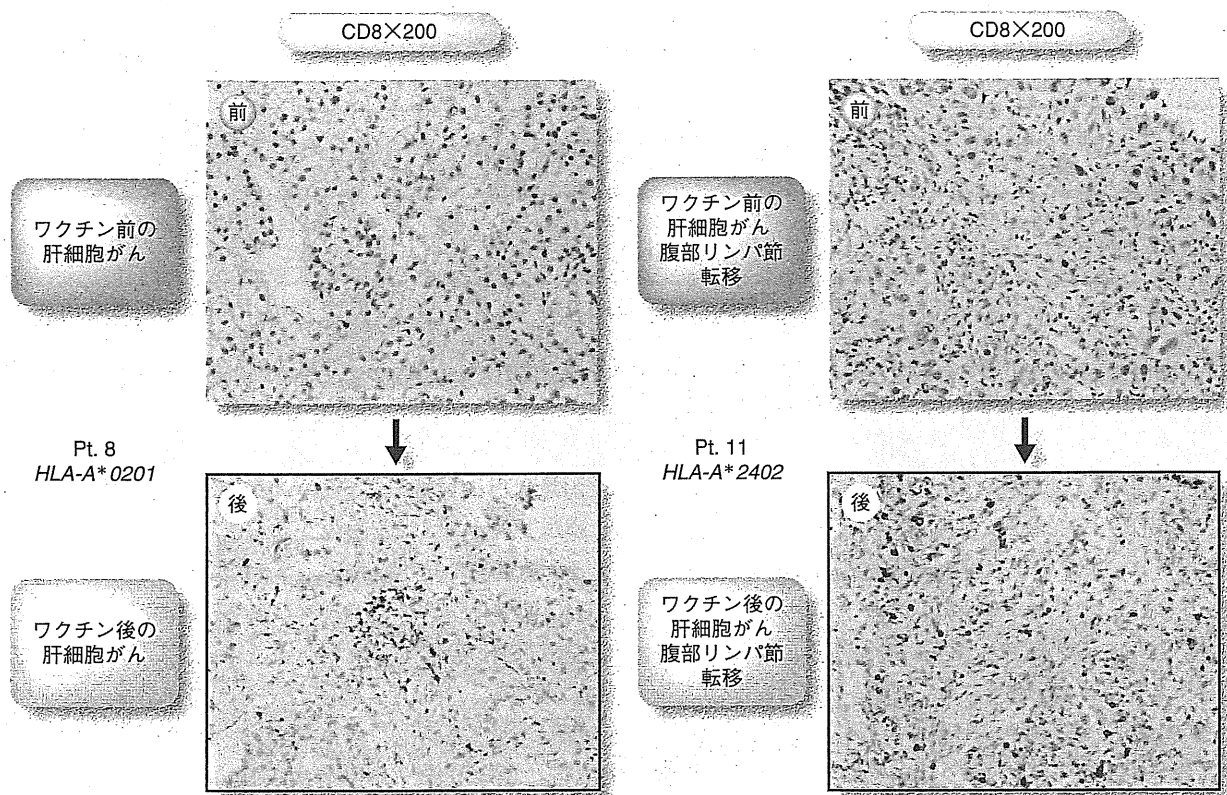 CD8×200
CD8×200
前
前
ワクチン前の
肝細胞がん
ワクチン前の
肝細胞がん
腹部リンパ節
転移
Pt. 8
HLA-A*0201
Pt. 11
HLA-A*2402
後
後
ワクチン後の
肝細胞がん
ワクチン後の
肝細胞がん
腹部リンパ節
転移